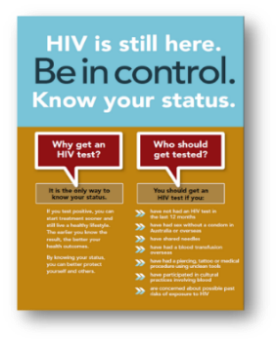 HIV is still here.
Be in control.
Know your status.
Why get an
HIV test?
It is the only way to
know your status.
If you test positive, you can
start treatment sooner and
still live a healthy lifestyle.
The earlier you know the
result, the better your
health outcomes.
By knowing your status,
you can better protect
yourself and others.
Who should
get tested?
You should get an
HIV test if you:
have not had an HIV test in
the last 12 months
have had sex without a condom in
Australia or overseas
have shared needles
have had a blood transfusion
overseas
have had a piercing, tattoo or medical
procedure using unclean tools
have participated in cultural
practices involving blood
are concerned about possible past
risks of exposure to HIV